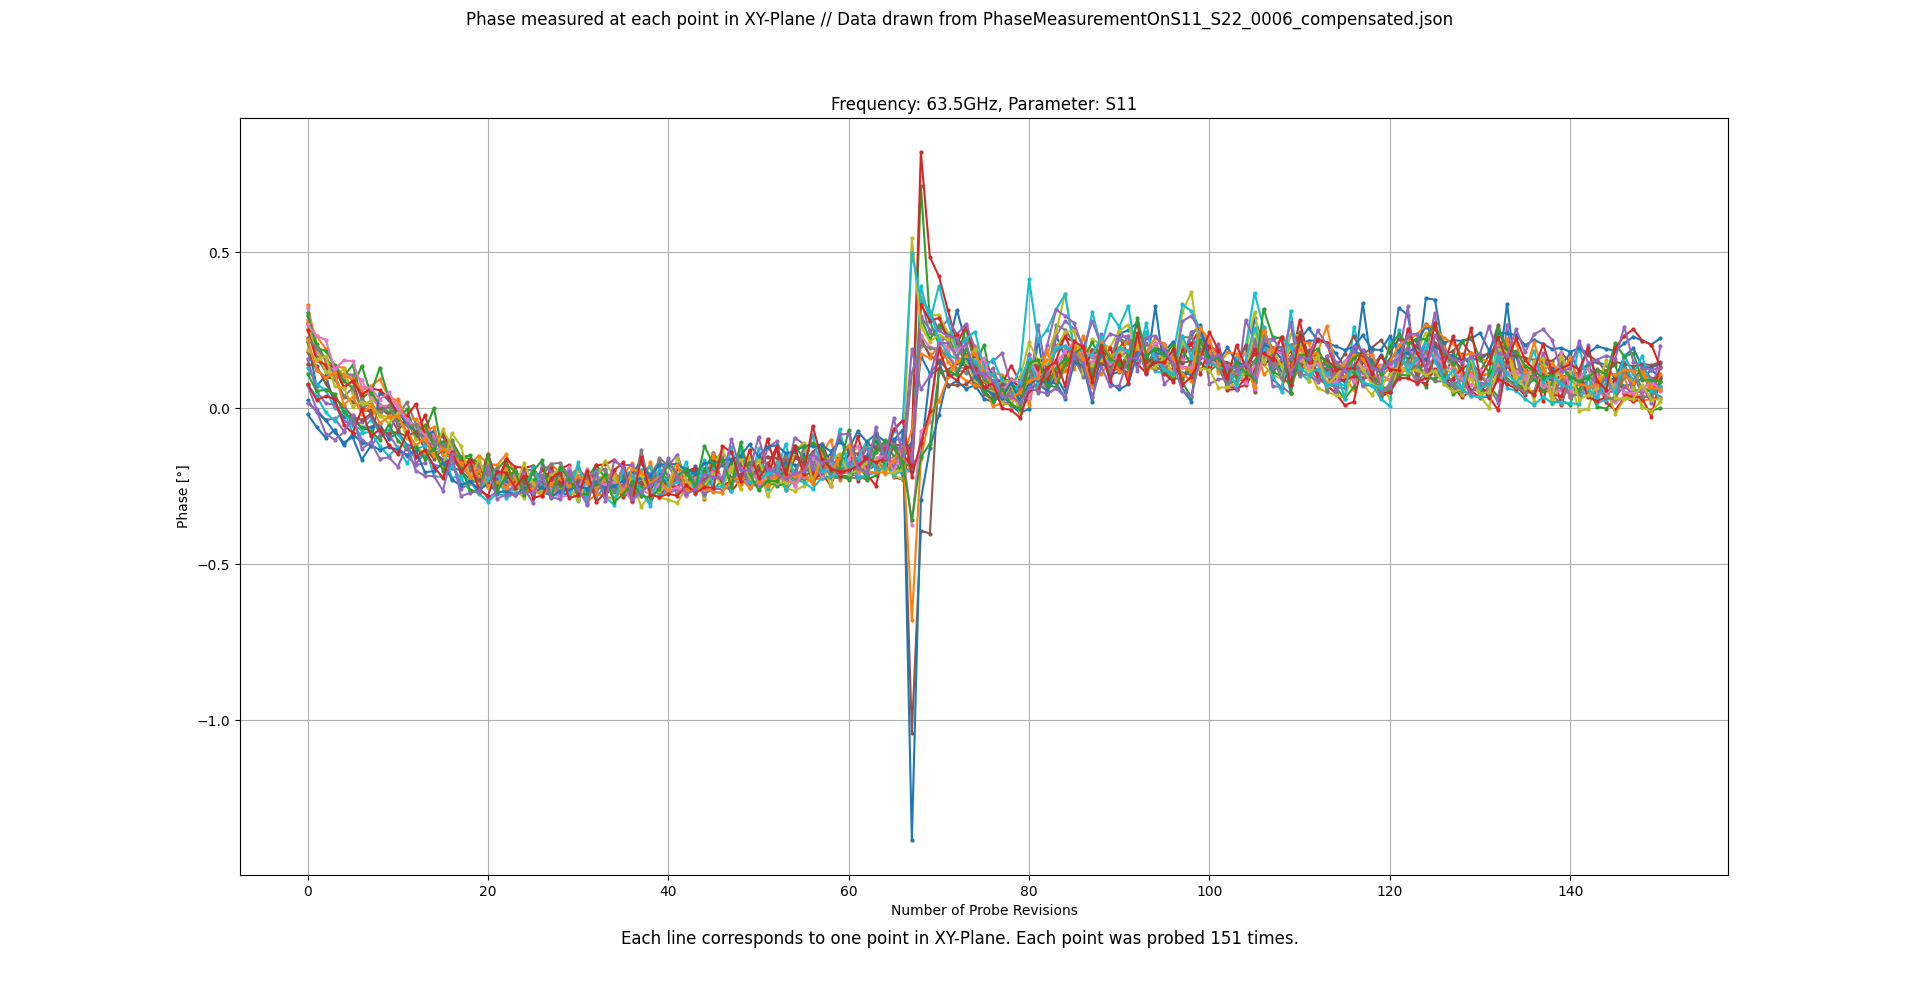 Phase measured at each point in XY-Plane // Data drawn from PhaseMeasurementOnS11_S22_0006_compensated.json
Frequency: 63.5GHz, Parameter: S11
Phase [°]
0.5
0.0
−0.5
−1.0
0 20 40 60 80 100 120 140
Number of Probe Revisions
Each line corresponds to one point in XY-Plane. Each point was probed 151 times.